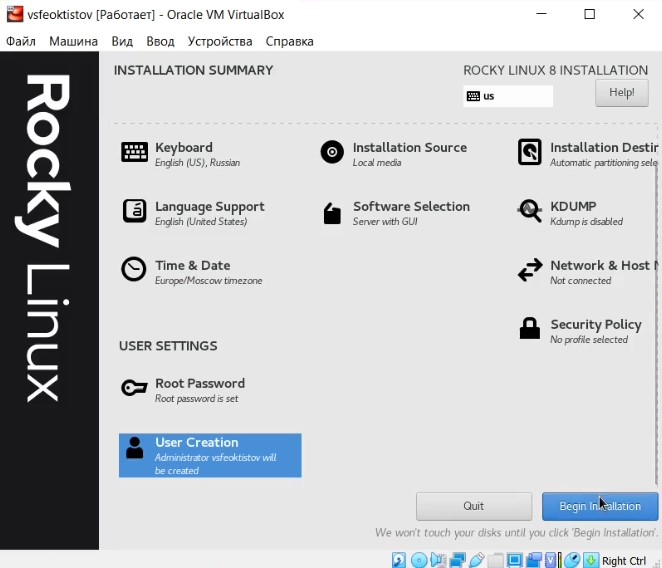 vsfeoktistov [Работает] - Oracle VM VirtualBox
Файл Машина Вид Ввод Устройства Справка
Rocky Linux
INSTALLATION SUMMARY
ROCKY LINUX 8 INSTALLATION
us
Help!
Keyboard
English (US), Russian
Installation Source
Local media
Installation Destin
Automatic partitioning sele
Language Support
English (United States)
Software Selection
Server with GUI
KDUMP
Kdump is disabled
Time & Date
Europe/Moscow timezone
Network & Host N
Not connected
Security Policy
No profile selected
USER SETTINGS
Root Password
Root password is set
User Creation
Administrator vsfeoktistov will
be created
Quit
Begin Installation
We won't touch your disks until you click 'Begin Installation'.
Right Ctrl